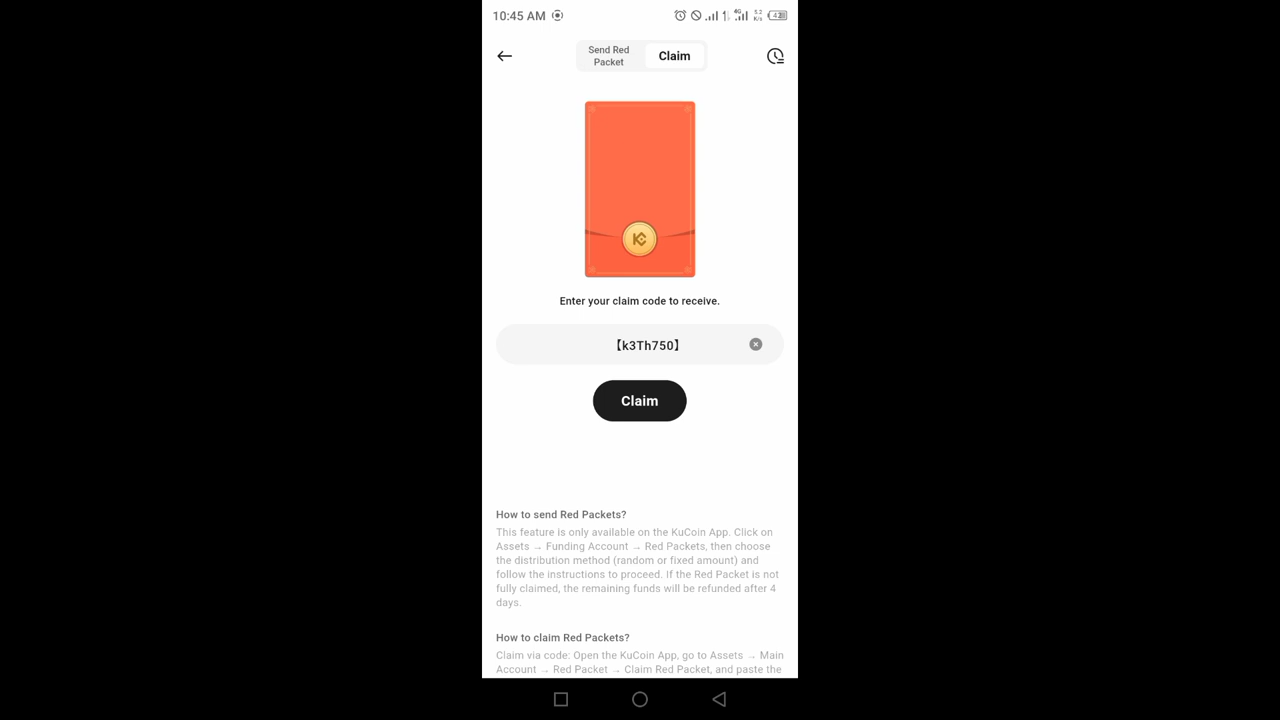 10:45 AM
4G
5.2
K/s
Send Red
Packet
Claim
Enter your claim code to receive.
【k3Th750】
Claim
How to send Red Packets?
This feature is only available on the KuCoin App. Click on
Assets → Funding Account → Red Packets, then choose
the distribution method (random or fixed amount) and
follow the instructions to proceed. If the Red Packet is not
fully claimed, the remaining funds will be refunded after 4
days.
How to claim Red Packets?
Claim via code: Open the KuCoin App, go to Assets → Main
Account → Red Packet → Claim Red Packet, and paste the